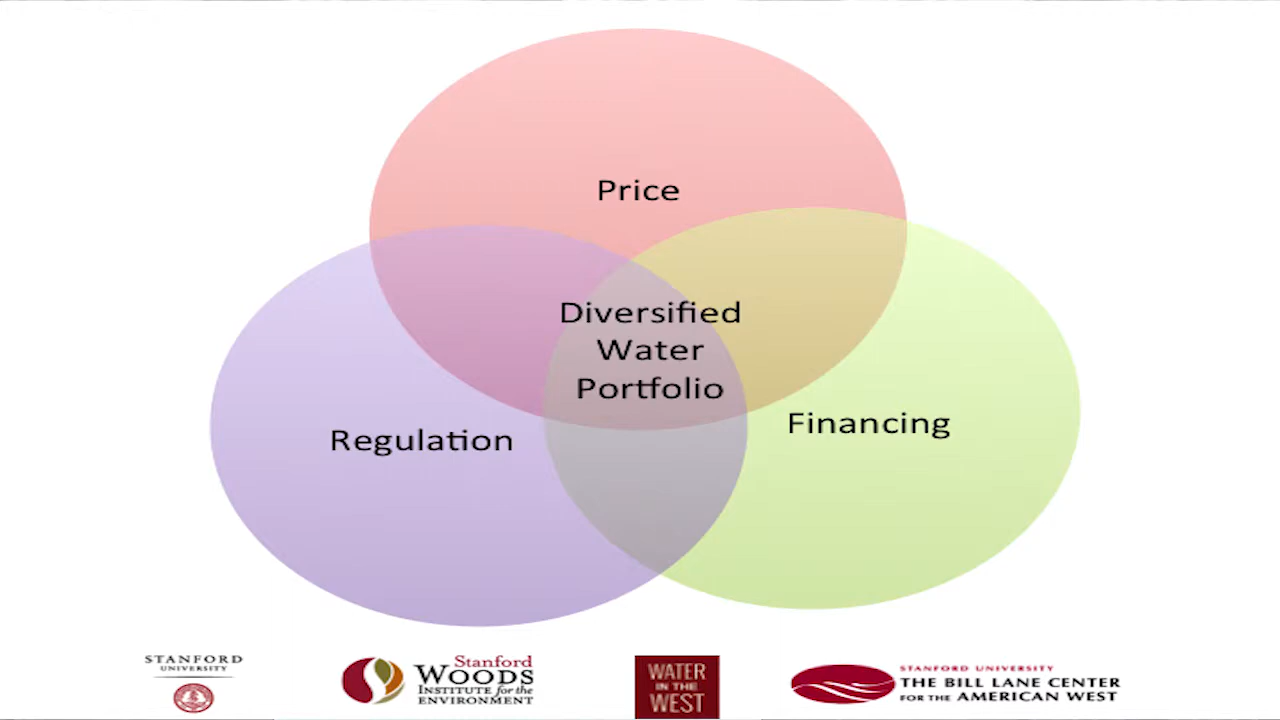 Price
Diversified
Water
Portfolio
Regulation
Financing
STANFORD
UNIVERSITY
Stanford
WOODS
INSTITUTE for the
ENVIRONMENT
WATER
IN THE
WEST
STANFORD UNIVERSITY
THE BILL LANE CENTER
FOR THE AMERICAN WEST